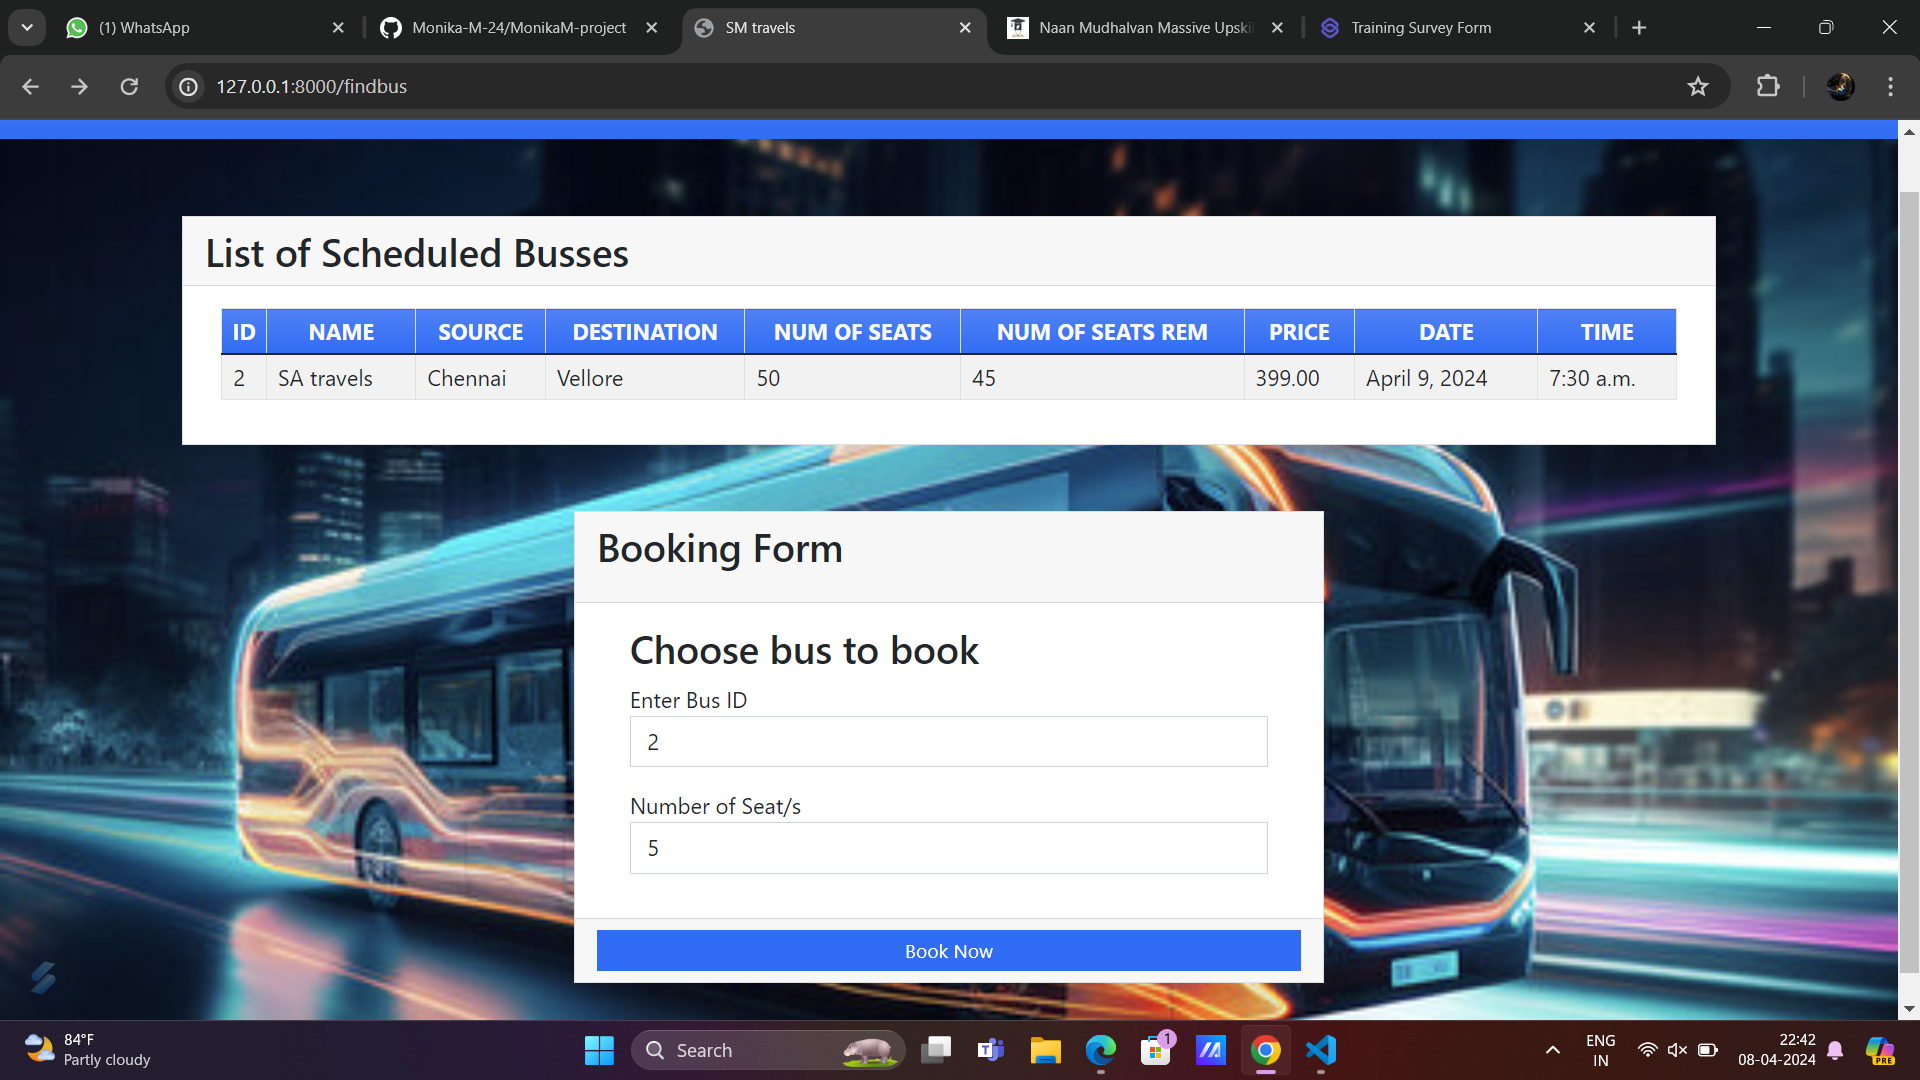 (1) WhatsApp
Monika-M-24/MonikaM-project
SM travels
Naan Mudhalvan Massive Upskil
Training Survey Form
127.0.0.1:8000/findbus
List of Scheduled Busses
ID NAME SOURCE DESTINATION NUM OF SEATS NUM OF SEATS REM PRICE DATE TIME
2 SA travels Chennai Vellore 50 45 399.00 April 9, 2024 7:30 a.m.
Booking Form
Choose bus to book
Enter Bus ID
2
Number of Seat/s
5
Book Now
84°F
Partly cloudy
Search
1
ENG
IN
22:42
08-04-2024
PRE